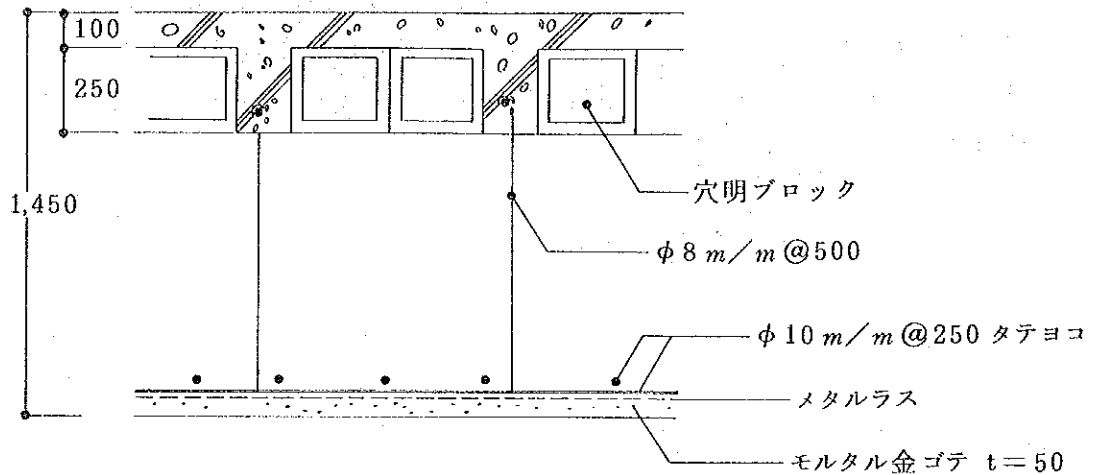 100
250
1,450
穴明ブロック
φ8 m/m @500
φ10 m/m @250 タテヨコ
メタルラス
モルタル金ゴテ t=50